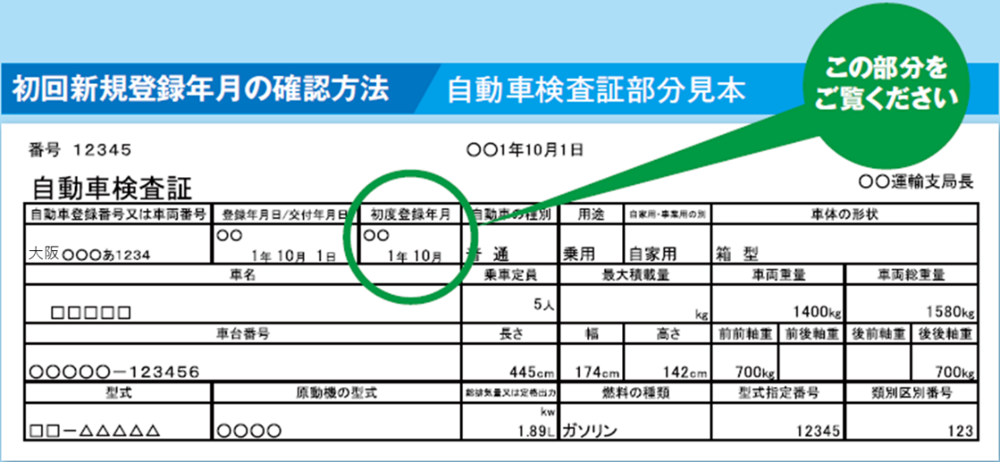 初回新規登録年月の確認方法 自動車検査証部分見本
この部分を
ご覧ください
番号 12345 〇〇1年10月1日
自動車検査証 〇〇運輸支局長
自動車登録番号又は車両番号 登録年月日/交付年月日 初度登録年月 自動車の種別 用途 自家用・事業用の別 車体の形状
〇〇 〇〇
大阪 〇〇〇あ1234 1年 10月 1日 1年 10月 普 通 乗用 自家用 箱 型
車名 乗車定員 最大積載量 車両重量 車両総重量
□□□□□ 5人 kg 1400kg 1580kg
車台番号 長さ 幅 高さ 前前軸重 前後軸重 後前軸重 後後軸重
〇〇〇〇〇-123456 445cm 174cm 142cm 700kg 700kg
型式 原動機の型式 総排気量又は定格出力 燃料の種類 型式指定番号 類別区別番号
kw
□□-△△△△△ 〇〇〇〇 1.89L ガソリン 12345 123